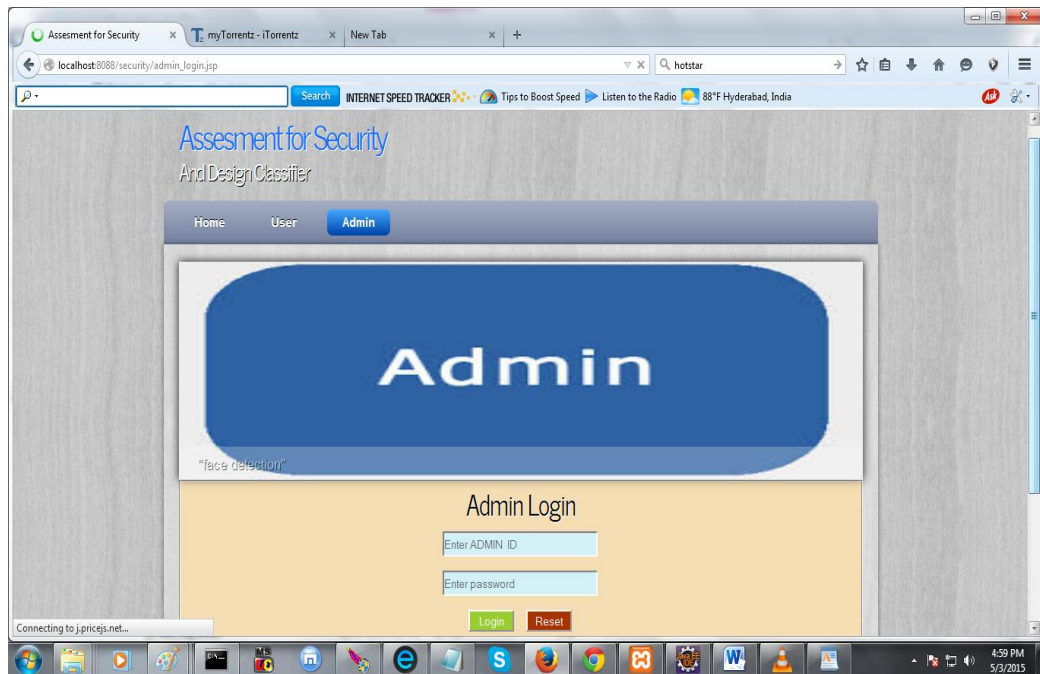 Assesment for Security
myTorrentz - iTorrentz
New Tab
localhost:8088/security/admin_login.jsp
hotstar
Search
INTERNET SPEED TRACKER
Tips to Boost Speed
Listen to the Radio
88°F Hyderabad, India
Ask
Assesment for Security
And Design Classifier
Home
User
Admin
Admin
"face detection"
Admin Login
Enter ADMIN ID
Enter password
Login
Reset
Connecting to j.pricejs.net...
4:59 PM
5/3/2015